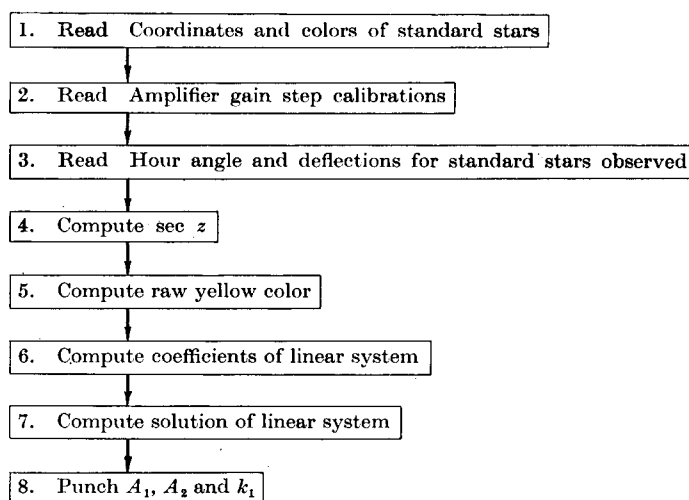 1. Read Coordinates and colors of standard stars
2. Read Amplifier gain step calibrations
3. Read Hour angle and deflections for standard stars observed
4. Compute sec z
5. Compute raw yellow color
6. Compute coefficients of linear system
7. Compute solution of linear system
8. Punch A₁, A₂ and k₁